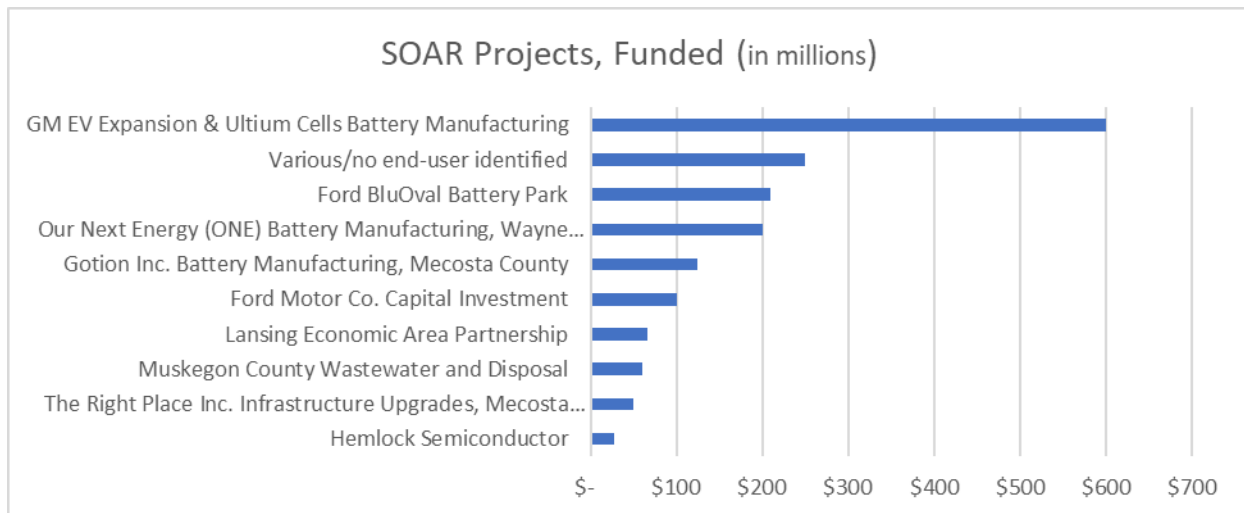 SOAR Projects, Funded (in millions)
GM EV Expansion & Ultium Cells Battery Manufacturing
Various/no end-user identified
Ford BluOval Battery Park
Our Next Energy (ONE) Battery Manufacturing, Wayne...
Gotion Inc. Battery Manufacturing, Mecosta County
Ford Motor Co. Capital Investment
Lansing Economic Area Partnership
Muskegon County Wastewater and Disposal
The Right Place Inc. Infrastructure Upgrades, Mecosta...
Hemlock Semiconductor
$- $100 $200 $300 $400 $500 $600 $700